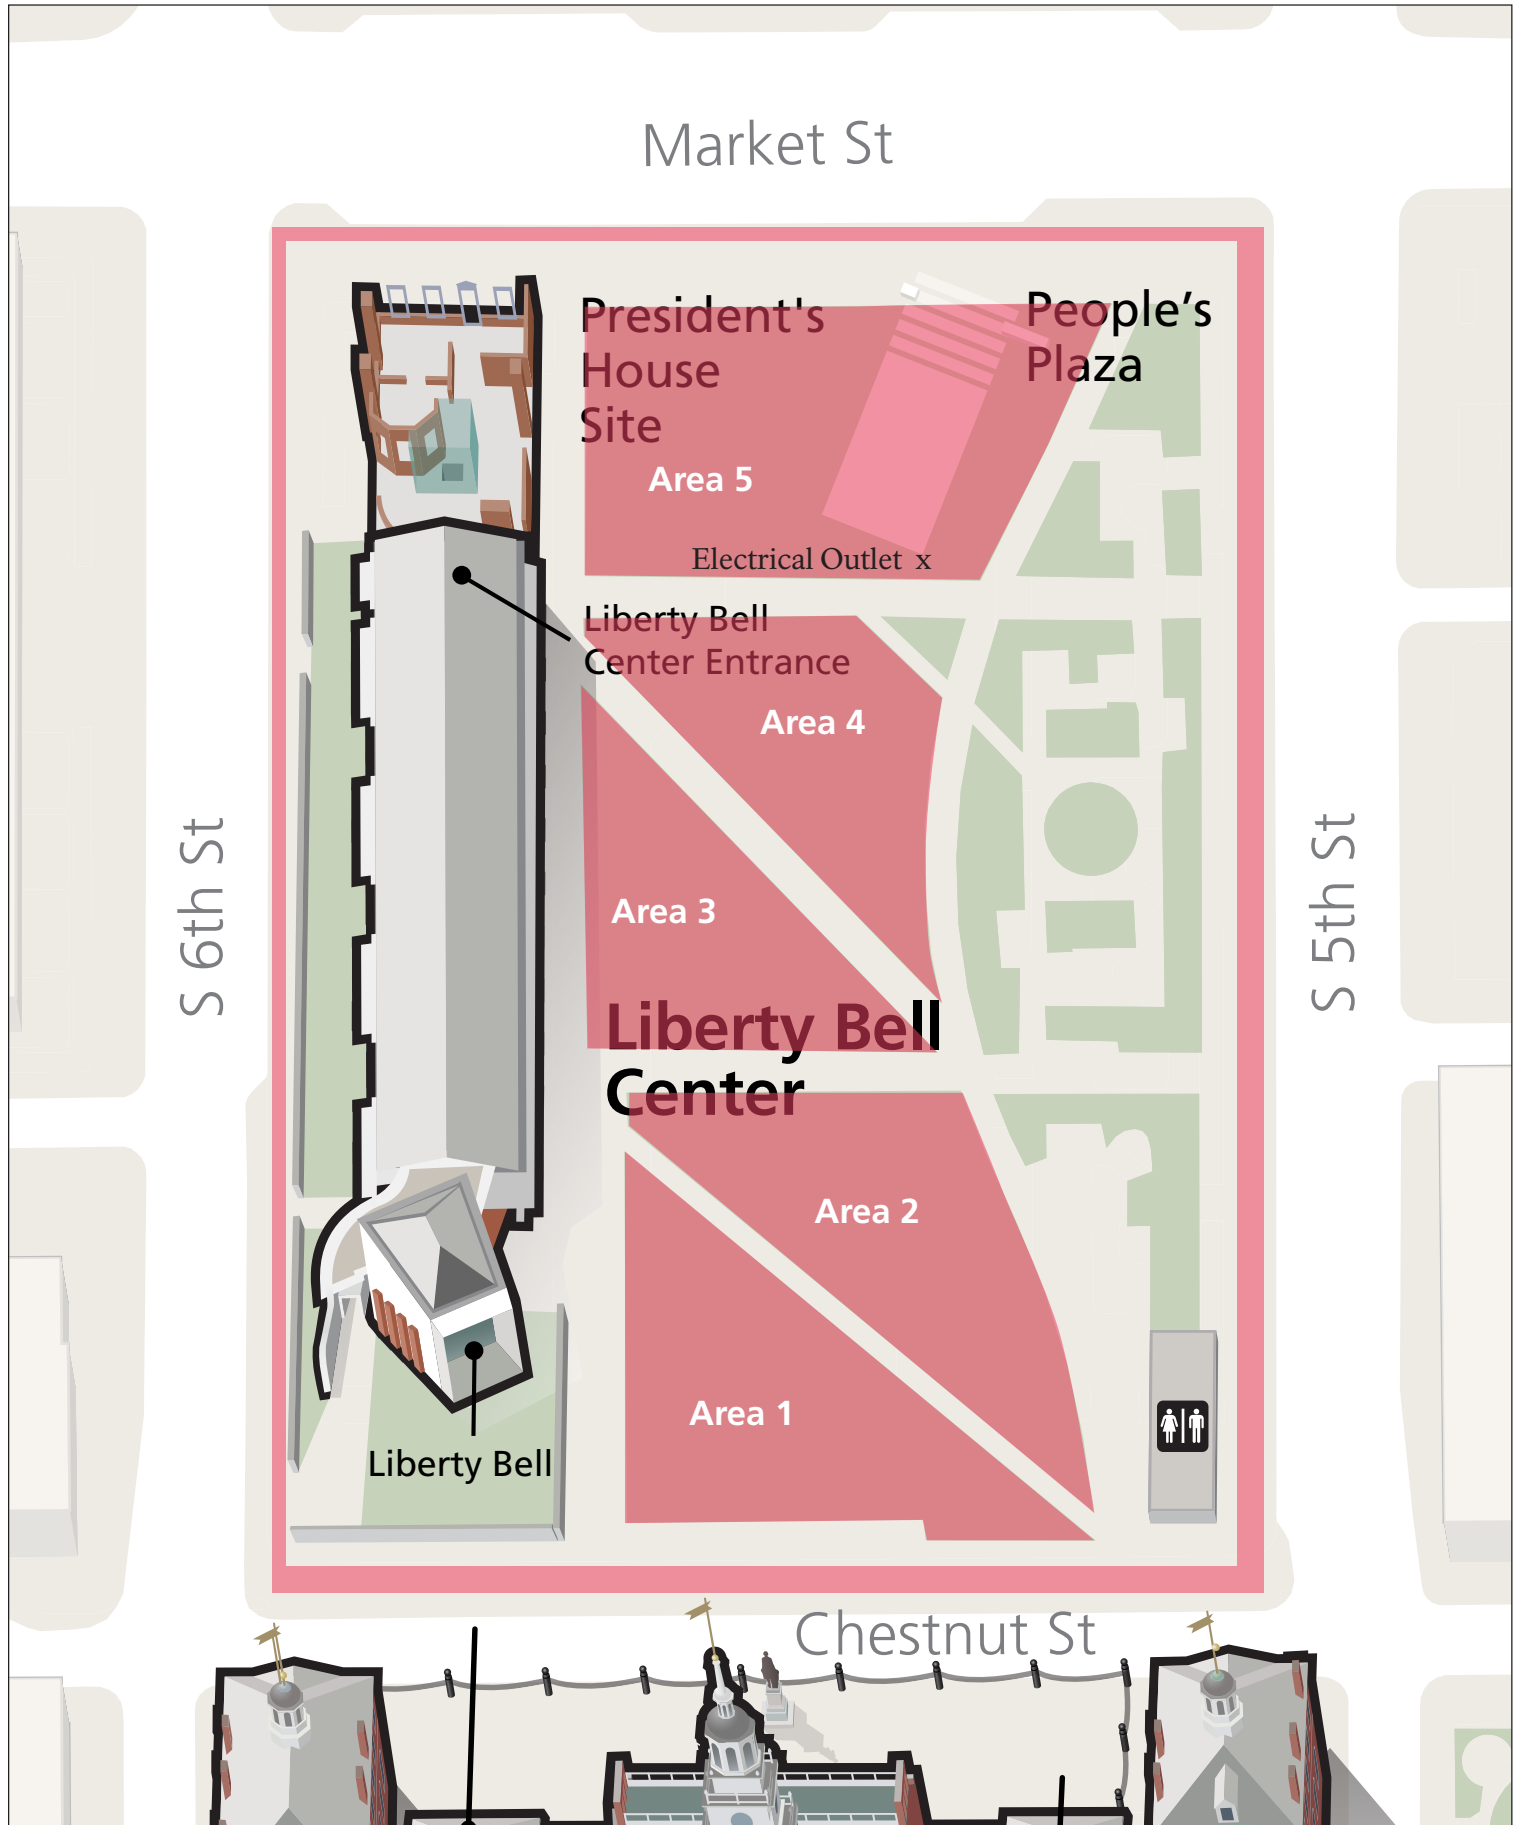 Market St
President's
House
Site
People’s
Plaza
Area 5
Electrical Outlet x
Liberty Bell
Center Entrance
Area 4
S 6th St
S 5th St
Area 3
Liberty Bell
Center
Area 2
Area 1
Liberty Bell
Chestnut St